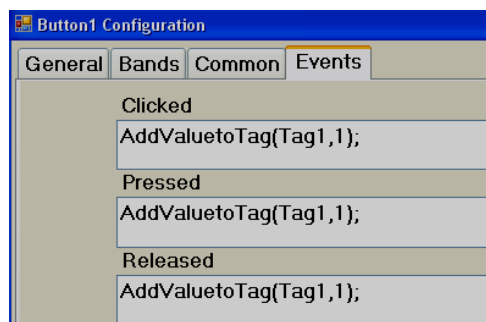 Button1 Configuration
General Bands Common Events
Clicked
AddValuetoTag(Tag1,1);
Pressed
AddValuetoTag(Tag1,1);
Released
AddValuetoTag(Tag1,1);